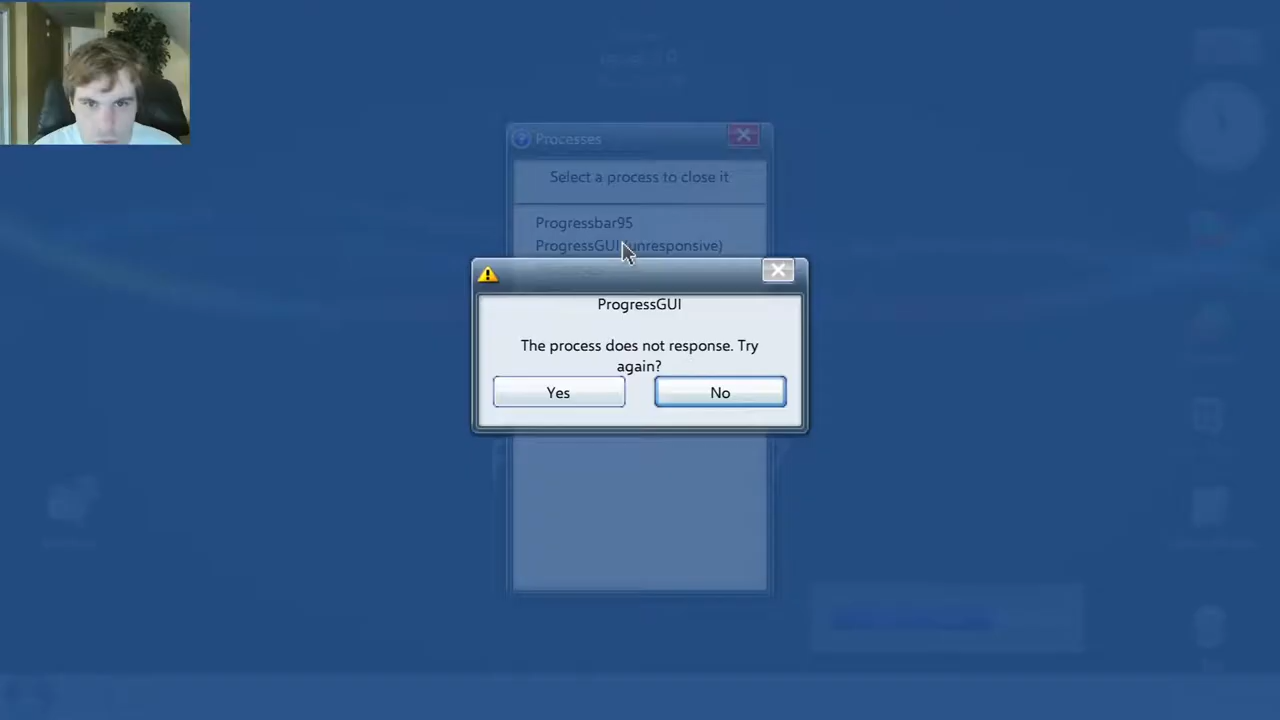 Processes
Select a process to close it
Progressbar95
ProgressGUI (unresponsive)
ProgressGUI
The process does not response. Try
again?
Yes
No